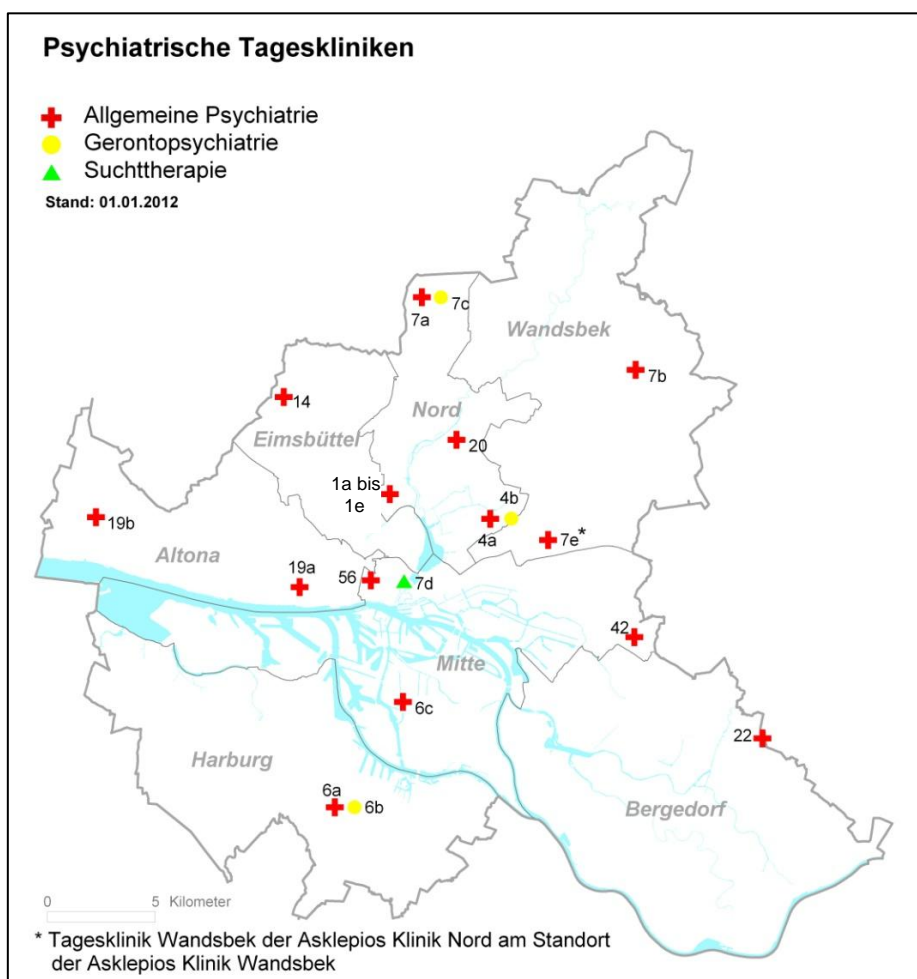 Psychiatrische Tageskliniken
Allgemeine Psychiatrie
Gerontopsychiatrie
Suchttherapie
Stand: 01.01.2012
7a
7c
Wandsbek
7b
14
Nord
Eimsbüttel
20
1a bis
1e
4b
4a
7e*
19b
Altona
19a
56
7d
42
Mitte
6c
22
Harburg
6a
6b
Bergedorf
0 5 Kilometer
* Tagesklinik Wandsbek der Asklepios Klinik Nord am Standort
der Asklepios Klinik Wandsbek